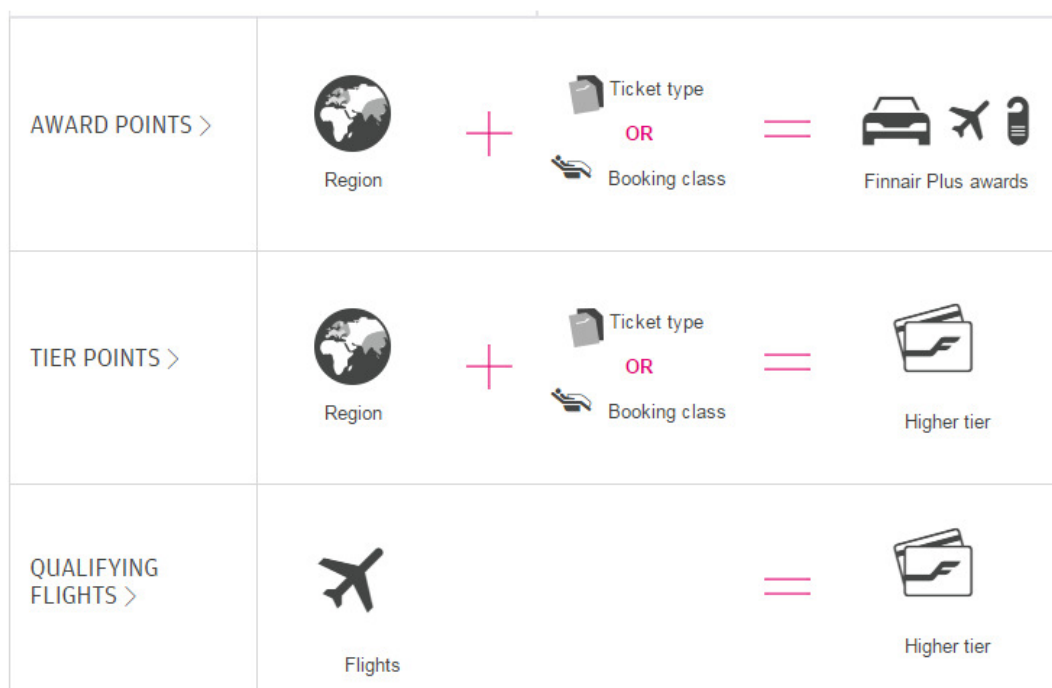 AWARD POINTS >
Region
+
Ticket type
OR
Booking class
=
Finnair Plus awards
TIER POINTS >
Region
+
Ticket type
OR
Booking class
=
Higher tier
QUALIFYING
FLIGHTS >
Flights
=
Higher tier